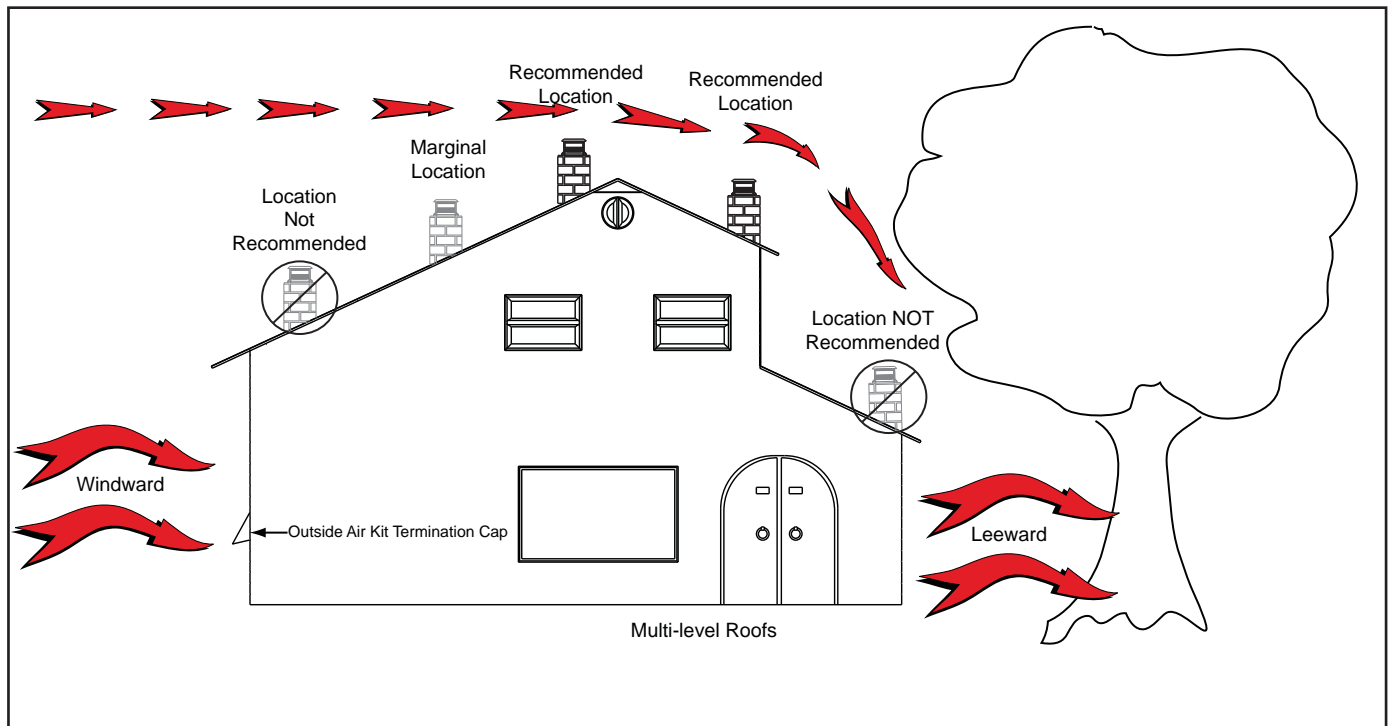 Recommended
Location
Recommended
Location
Marginal
Location
Location
Not
Recommended
Location NOT
Recommended
Windward
Outside Air Kit Termination Cap
Leeward
Multi-level Roofs